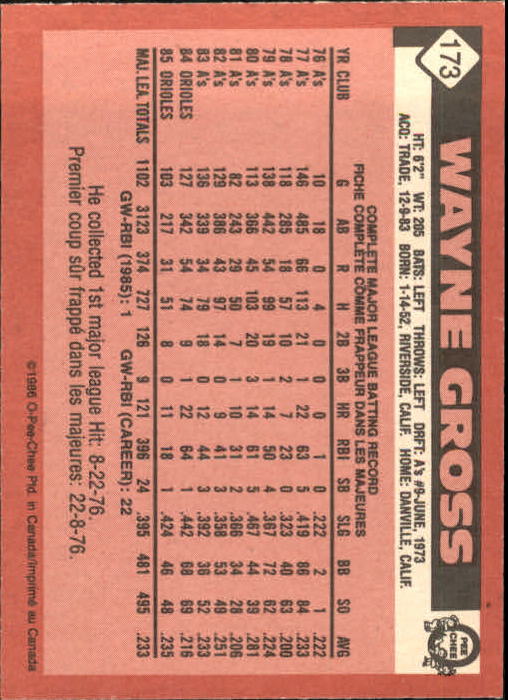 173
WAYNE GROSS
O PEE CHEE
HT: 6'2" WT: 205 BATS: LEFT THROWS: LEFT DRFT: A's #9-JUNE, 1973
ACQ: TRADE, 12-9-83 BORN: 1-14-52, RIVERSIDE, CALIF. HOME: DANVILLE, CALIF.
COMPLETE MAJOR LEAGUE BATTING RECORD
FICHE COMPLÈTE COMME FRAPPEUR DANS LES MAJEURES
YR CLUB G AB R H 2B 3B HR RBI SB SLG BB SO AVG
76 A's 10 18 0 4 0 0 0 1 0 .222 2 1 .222
77 A's 146 485 66 113 21 1 22 63 5 .419 86 84 .233
78 A's 118 285 18 57 10 2 7 23 0 .323 40 63 .200
79 A's 138 442 54 99 19 1 14 50 4 .367 72 62 .224
80 A's 113 366 45 103 20 3 14 61 5 .467 44 39 .281
81 A's 82 243 29 50 7 1 10 31 2 .366 34 28 .206
82 A's 129 386 43 97 14 0 9 41 3 .358 53 49 .251
83 A's 136 339 34 79 18 0 12 44 3 .392 36 52 .233
84 ORIOLES 127 342 54 74 9 1 22 64 1 .442 68 69 .216
85 ORIOLES 103 217 31 51 8 0 11 18 1 .424 46 48 .235
MAJ. LEA. TOTALS 1102 3123 374 727 126 9 121 396 24 .395 481 495 .233
GW-RBI (1985): 1 GW-RBI (CAREER): 22
He collected 1st major league Hit: 8-22-76.
Premier coup sûr frappé dans les majeures: 22-8-76.
©1986 O-Pee-Chee Ptd. in Canada/Imprimé au Canada